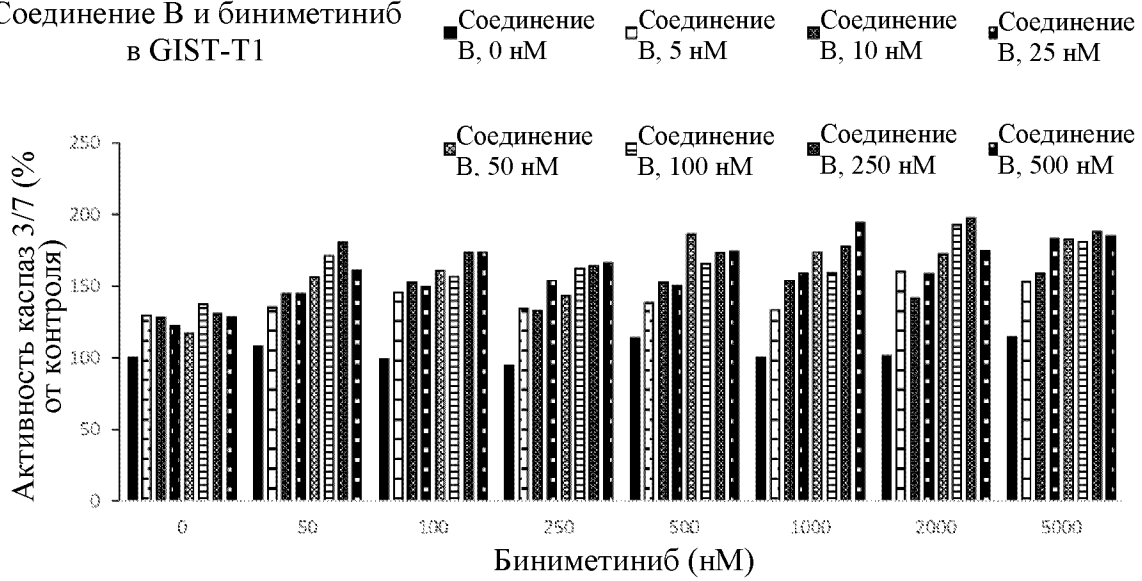 Соединение В и биниметиниб
в GIST-T1
Соединение
В, 0 нМ
Соединение
В, 5 нМ
Соединение
В, 10 нМ
Соединение
В, 25 нМ
Соединение
В, 50 нМ
Соединение
В, 100 нМ
Соединение
В, 250 нМ
Соединение
В, 500 нМ
Активность каспаз 3/7 (%
от контроля)
250
200
150
100
50
0
0 50 100 250 500 1000 2000 5000
Биниметиниб (нМ)